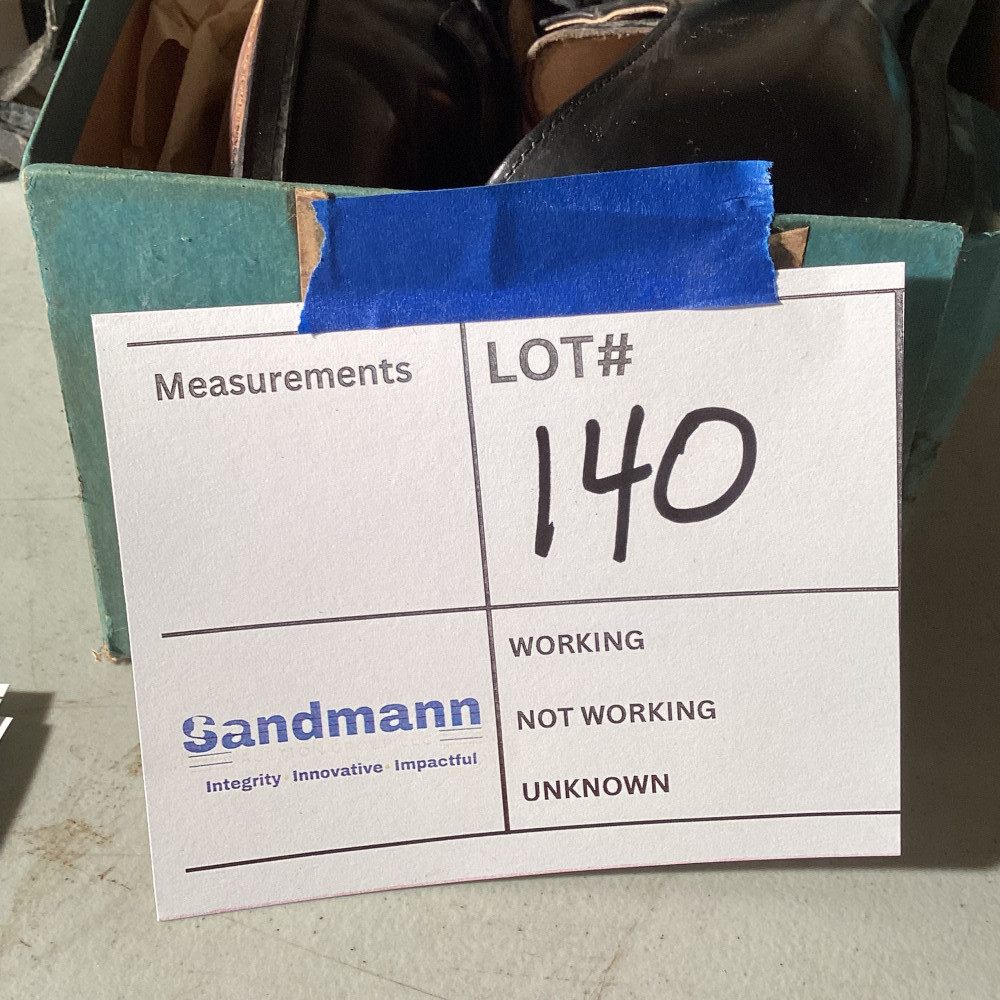 Measurements
LOT#
140
WORKING
NOT WORKING
UNKNOWN
Sandmann
Integrity Innovative Impactful